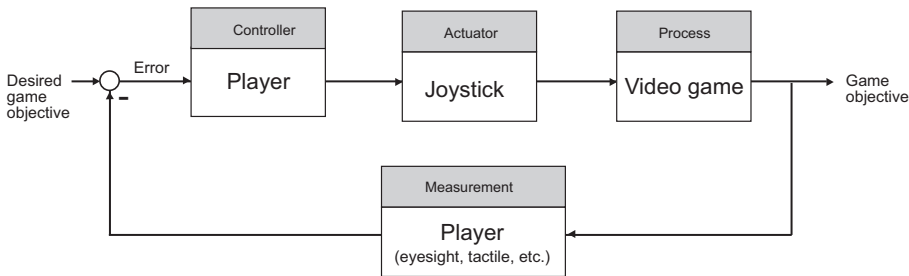 Controller
Actuator
Process
Desired
game
objective
Error
Player
Joystick
Video game
Game
objective
-
Measurement
Player
(eyesight, tactile, etc.)